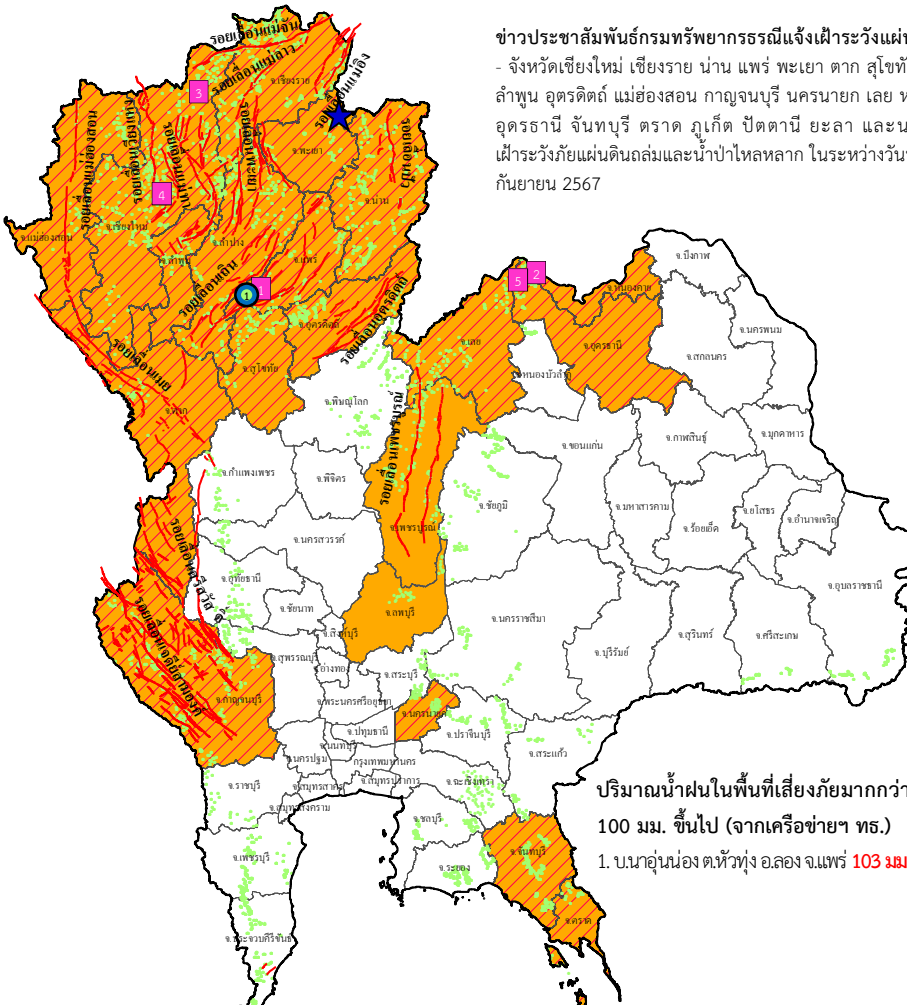 ข่าวประชาสัมพันธ์กรมทรัพยากรธรณีแจ้งเฝ้าระวังแผ่น
- จังหวัดเชียงใหม่ เชียงราย น่าน แพร่ พะเยา ตาก สุโขทัย
ลำพูน อุตรดิตถ์ แม่ฮ่องสอน กาญจนบุรี นครนายก เลย
อุดรธานี จันทบุรี ตราด ภูเก็ต ปัตตานี ยะลา และ
เฝ้าระวังภัยแผ่นดินถล่มและน้ำป่าไหลหลาก ในระหว่างวัน
กันยายน 2567
รอยเลื่อนแม่จัน
รอยเลื่อนแม่ลาว
จ.เชียงราย
รอยเลื่อนแม่อิง
3
จ.พะเยา
รอยเลื่อนแม่ฮ่องสอน
รอยเลื่อนแม่ทา
รอยเลื่อนพะเยา
รอยเลื่อนปัว
4
จ.น่าน
จ.เชียงใหม่
จ.แม่ฮ่องสอน
จ.ลำปาง
จ.ลำพูน
จ.แพร่
รอยเลื่อนเถิน
1
1
5
2
จ.บึงกาฬ
จ.หนองคาย
จ.นครพนม
จ.อุตรดิตถ์
รอยเลื่อนอุตรดิตถ์
จ.เลย
จ.อุดรธานี
จ.สกลนคร
รอยเลื่อนเมย
จ.สุโขทัย
จ.หนองบัวลำภู
จ.ตาก
จ.พิษณุโลก
รอยเลื่อนเพชรบูรณ์
จ.ขอนแก่น
จ.กาฬสินธุ์
จ.มุกดาหาร
จ.กำแพงเพชร
จ.พิจิตร
จ.เพชรบูรณ์
จ.ชัยภูมิ
จ.มหาสารคาม
จ.ร้อยเอ็ด
จ.ยโสธร
จ.อำนาจเจริญ
จ.นครสวรรค์
รอยเลื่อนศรีสวัสดิ์
จ.อุทัยธานี
จ.อุบลราชธานี
จ.ชัยนาท
จ.ลพบุรี
จ.นครราชสีมา
จ.บุรีรัมย์
จ.สุรินทร์
จ.ศรีสะเกษ
จ.สิงห์บุรี
รอยเลื่อนเจดีย์สามองค์
จ.สุพรรณบุรี
อ่างทอง
จ.สระบุรี
จ.กาญจนบุรี
จ.พระนครศรีอยุธยา
จ.นครนายก
จ.ปราจีนบุรี
จ.ปทุมธานี
จ.นนทบุรี
จ.สระแก้ว
จ.นครปฐม
กรุงเทพมหานคร
จ.ฉะเชิงเทรา
จ.ราชบุรี
จ.สมุทรสาคร
จ.สมุทรปราการ
จ.สมุทรสงคราม
จ.ชลบุรี
จ.เพชรบุรี
จ.ระยอง
จ.จันทบุรี
จ.ตราด
จ.ประจวบคีรีขันธ์
ปริมาณน้ำฝนในพื้นที่เสี่ยงภัยมากกว่า
100 มม. ขึ้นไป (จากเครือข่ายฯ ทธ.)
1. บ.นาอุ่นน่อง ต.หัวทุ่ง อ.ลอง จ.แพร่ 103 มม